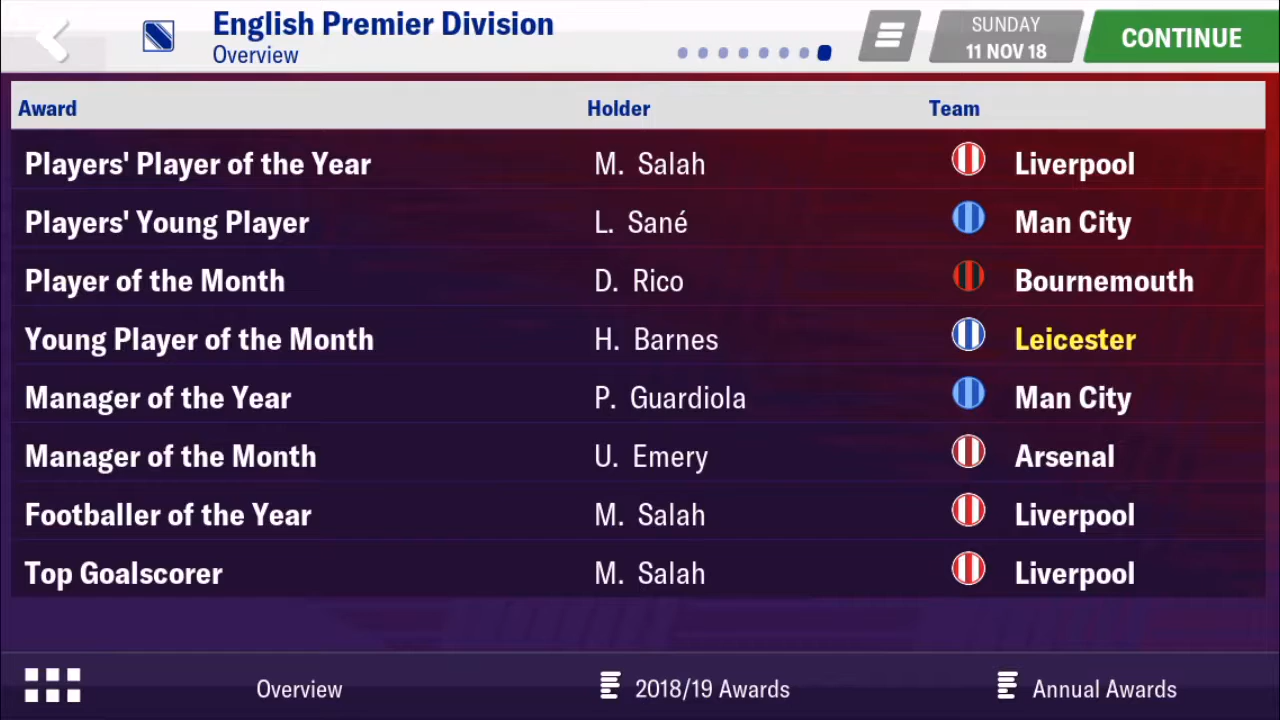 English Premier Division
Overview
SUNDAY
11 NOV 18
CONTINUE
Award Holder Team
Players' Player of the Year M. Salah Liverpool
Players' Young Player L. Sané Man City
Player of the Month D. Rico Bournemouth
Young Player of the Month H. Barnes Leicester
Manager of the Year P. Guardiola Man City
Manager of the Month U. Emery Arsenal
Footballer of the Year M. Salah Liverpool
Top Goalscorer M. Salah Liverpool
Overview 2018/19 Awards Annual Awards